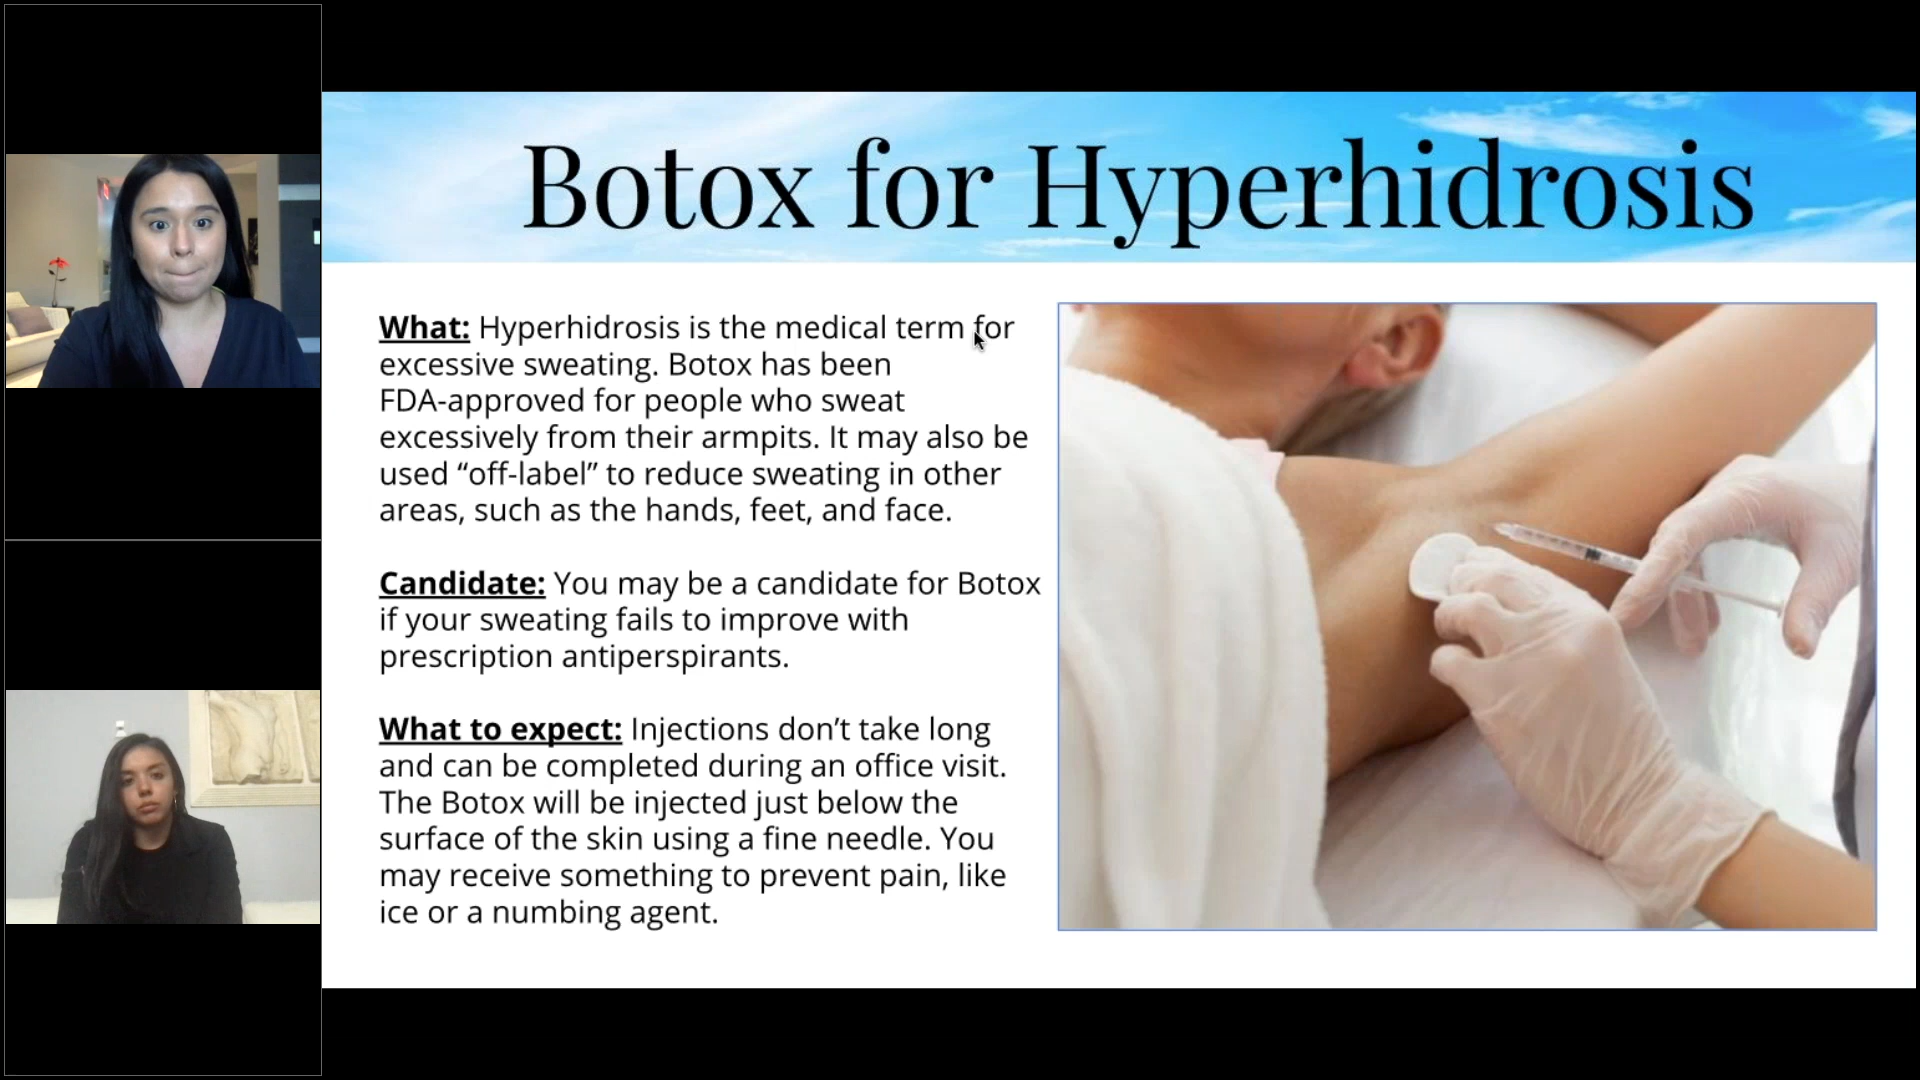 Botox for Hyperhidrosis
What: Hyperhidrosis is the medical term for
excessive sweating. Botox has been
FDA-approved for people who sweat
excessively from their armpits. It may also be
used “off-label” to reduce sweating in other
areas, such as the hands, feet, and face.
Candidate: You may be a candidate for Botox
if your sweating fails to improve with
prescription antiperspirants.
What to expect: Injections don’t take long
and can be completed during an office visit.
The Botox will be injected just below the
surface of the skin using a fine needle. You
may receive something to prevent pain, like
ice or a numbing agent.